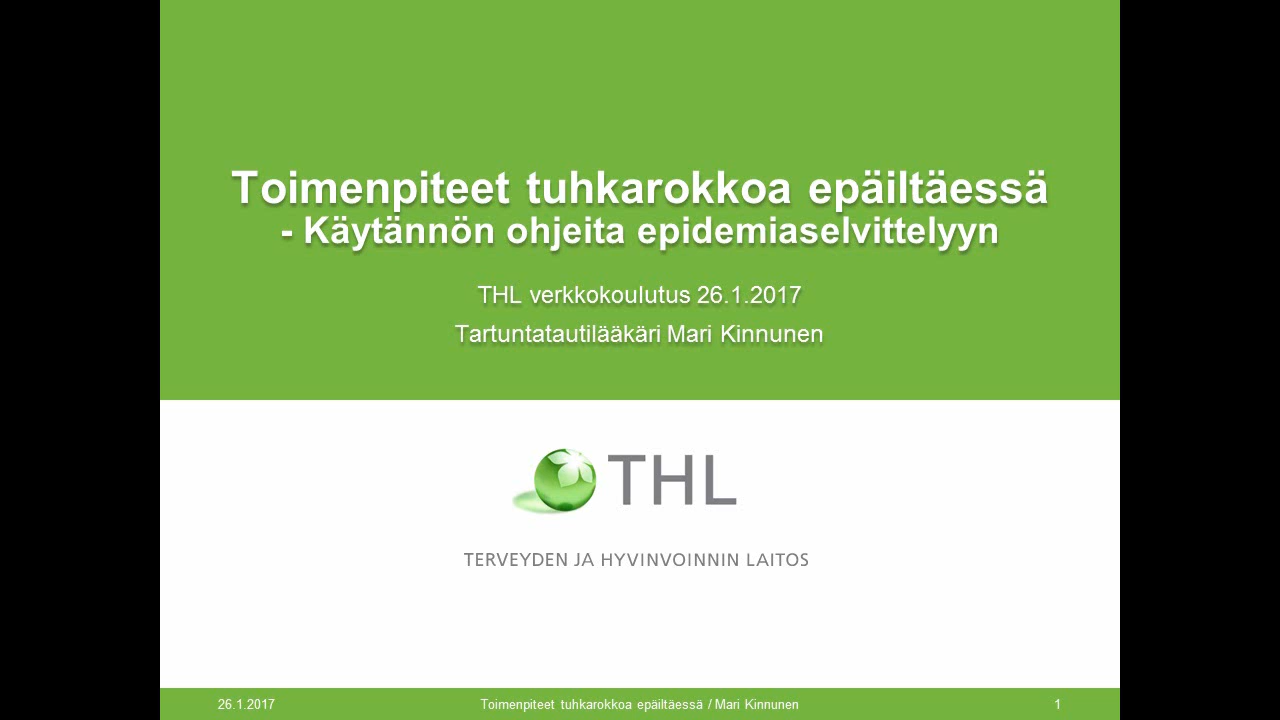 Toimenpiteet tuhkarokkoa epäiltäessä
- Käytännön ohjeita epidemiaselvittelyyn
THL verkkokoulutus 26.1.2017
Tartuntatautilääkäri Mari Kinnunen
THL
TERVEYDEN JA HYVINVOINNIN LAITOS
26.1.2017 Toimenpiteet tuhkarokkoa epäiltäessä / Mari Kinnunen 1